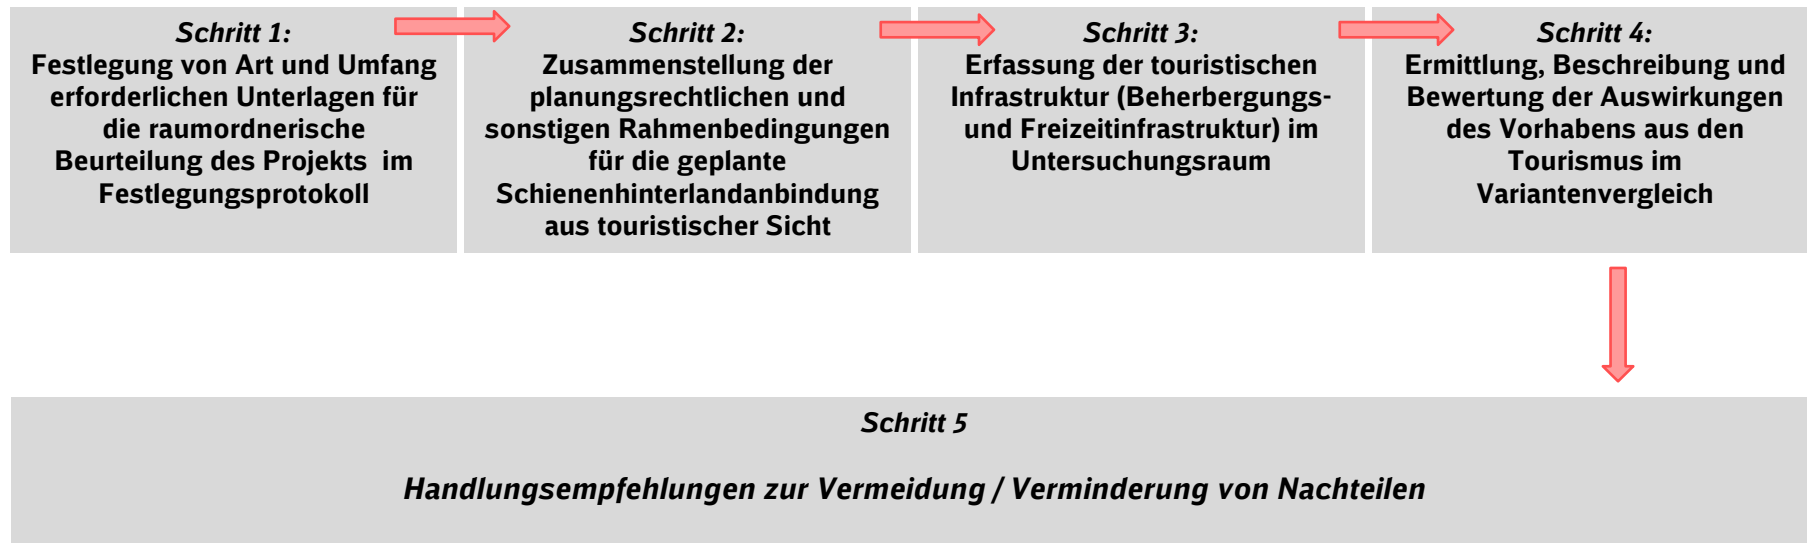 Schritt 1:
Festlegung von Art und Umfang
erforderlichen Unterlagen für
die raumordnerische
Beurteilung des Projekts  im
Festlegungsprotokoll
Schritt 2:
Zusammenstellung der
planungsrechtlichen und
sonstigen Rahmenbedingungen
für die geplante
Schienenhinterlandanbindung
aus touristischer Sicht
Schritt 3:
Erfassung der touristischen
Infrastruktur (Beherbergungs-
und Freizeitinfrastruktur) im
Untersuchungsraum
Schritt 4:
Ermittlung, Beschreibung und
Bewertung der Auswirkungen
des Vorhabens aus den
Tourismus im
Variantenvergleich
Schritt 5
Handlungsempfehlungen zur Vermeidung / Verminderung von Nachteilen